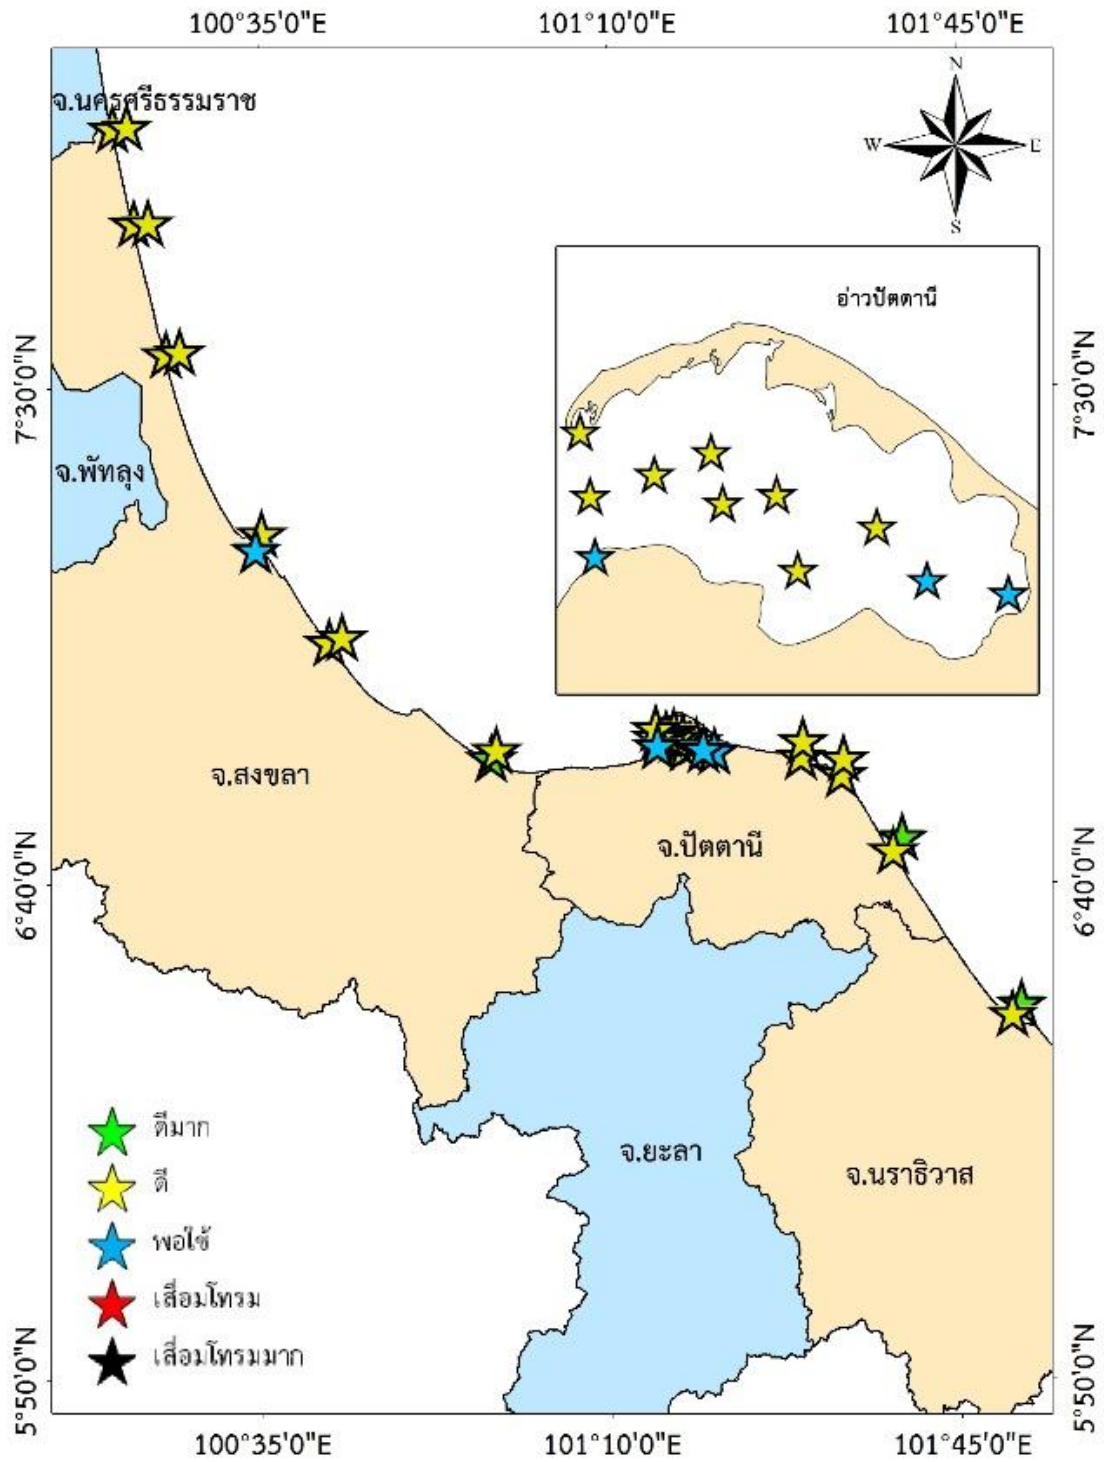 100°35'0"E
101°10'0"E
101°45'0"E
N
W
E
S
จ.นครศรีธรรมราช
อ่าวปัตตานี
7°30'0"N
7°30'0"N
จ.พัทลุง
จ.สงขลา
จ.ปัตตานี
6°40'0"N
6°40'0"N
จ.ยะลา
จ.นราธิวาส
ดีมาก
ดี
พอใช้
เสื่อมโทรม
เสื่อมโทรมมาก
5°50'0"N
5°50'0"N
100°35'0"E
101°10'0"E
101°45'0"E